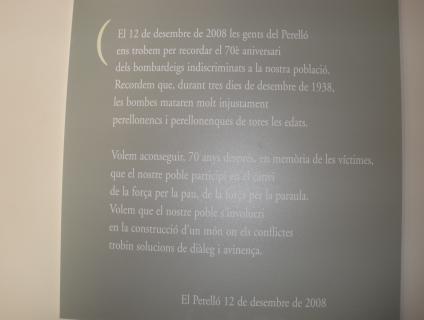 ( El 12 de desembre de 2008 les gents del Perelló
ens trobem per recordar el 70è aniversari
dels bombardeigs indiscriminats a la nostra població.
Recordem que, durant tres dies de desembre de 1938,
les bombes mataren molt injustament
perellonencs i perellonenques de totes les edats.
Volem aconseguir, 70 anys després, en memòria de les víctimes,
que el nostre poble participi en el canvi
de la força per la pau, de la força per la paraula.
Volem que el nostre poble s'involucri
en la construcció d'un món on els conflictes
trobin solucions de diàleg i avinença.
El Perelló 12 de desembre de 2008